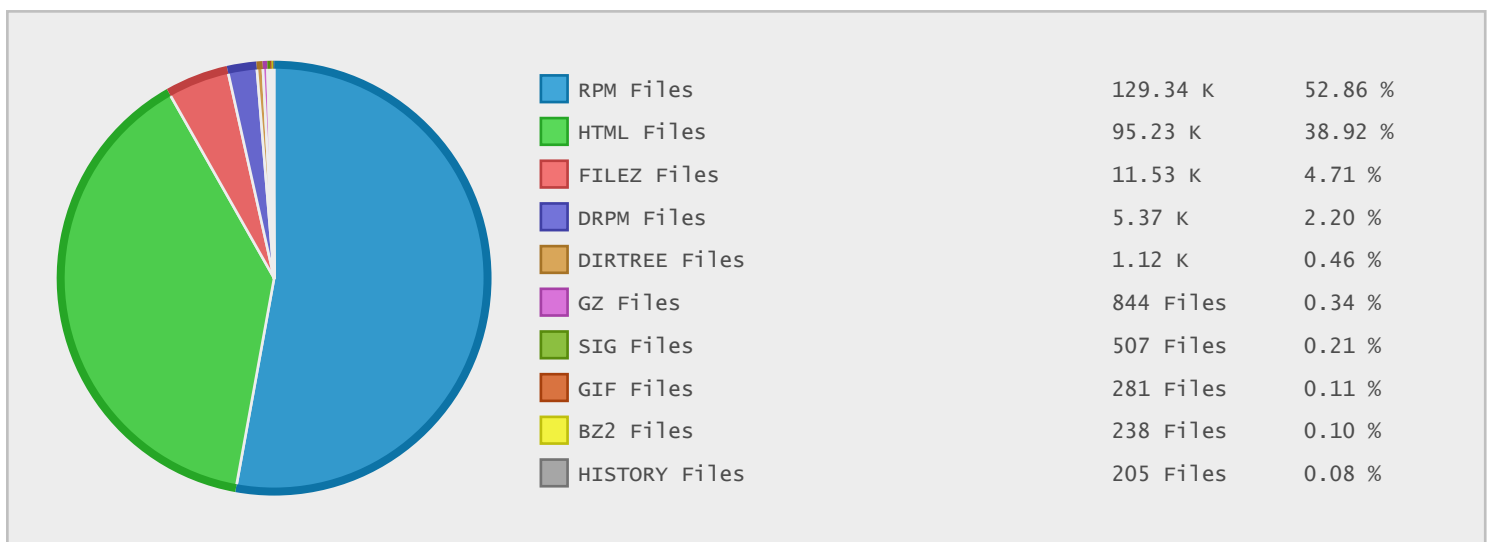 RPM Files 129.34 K 52.86 %
HTML Files 95.23 K 38.92 %
FILEZ Files 11.53 K 4.71 %
DRPM Files 5.37 K 2.20 %
DIRTREE Files 1.12 K 0.46 %
GZ Files 844 Files 0.34 %
SIG Files 507 Files 0.21 %
GIF Files 281 Files 0.11 %
BZ2 Files 238 Files 0.10 %
HISTORY Files 205 Files 0.08 %